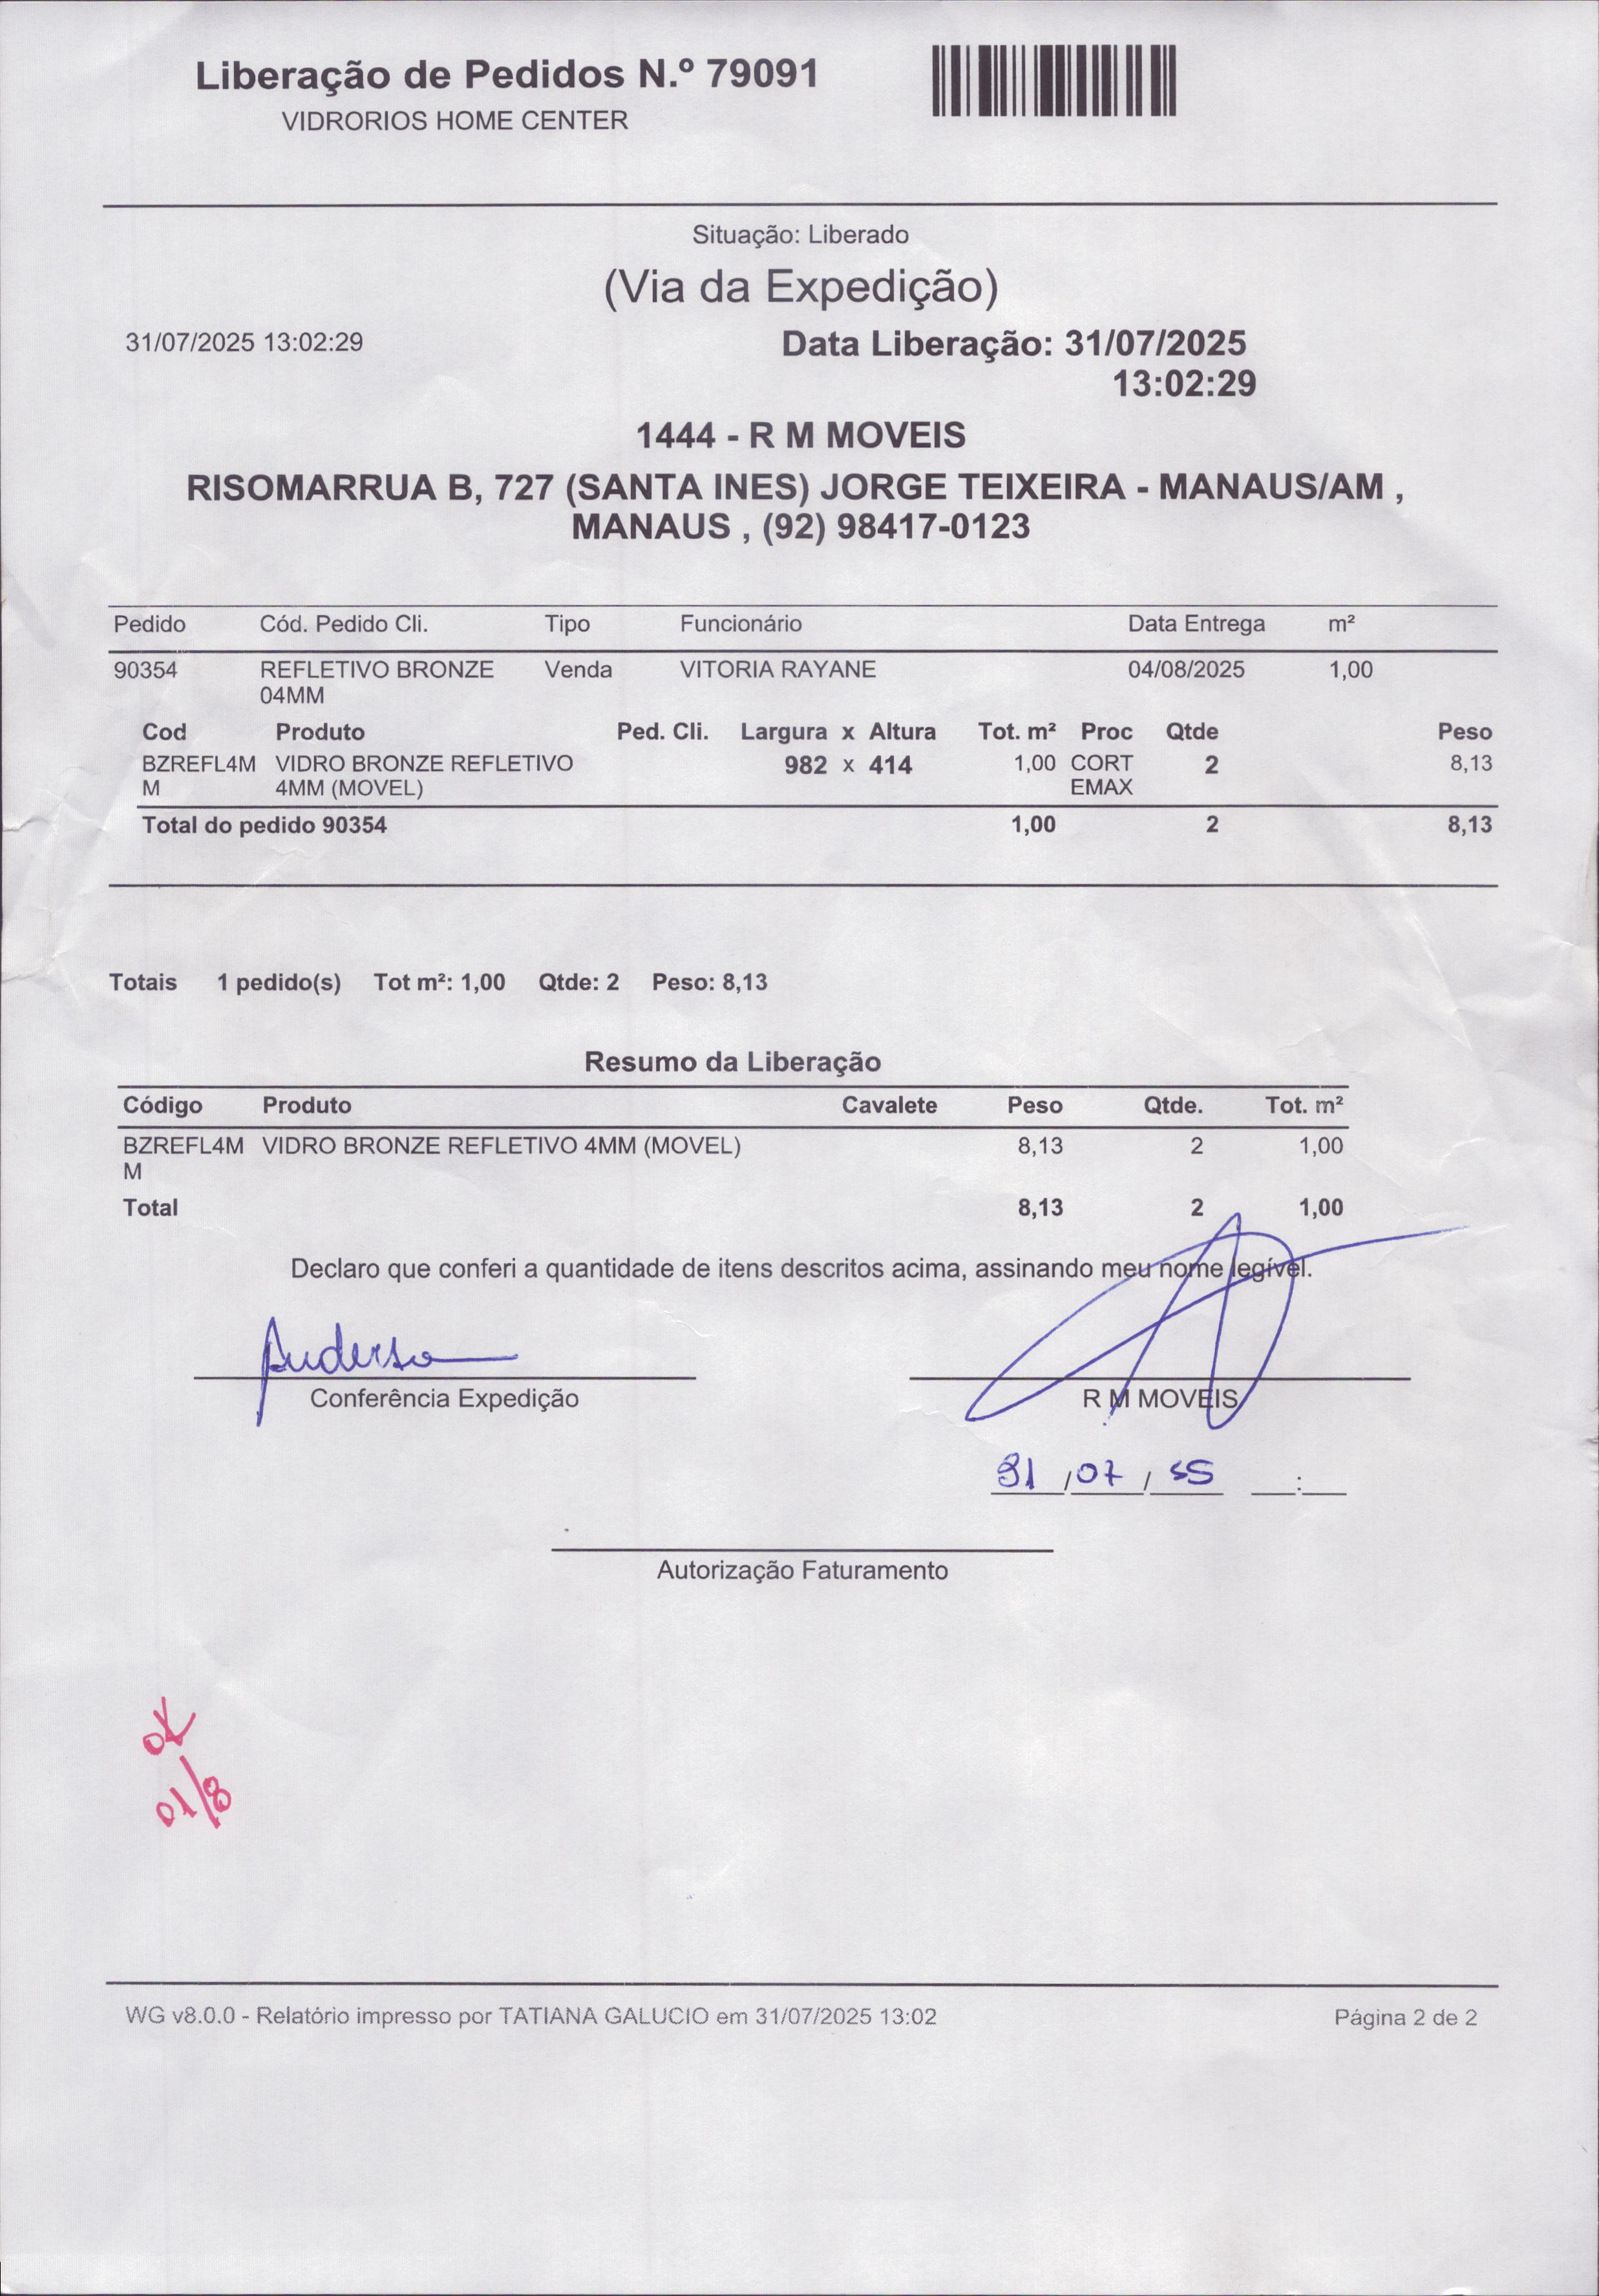 Liberação de Pedidos N.º 79091
VIDRORIOS HOME CENTER
Situação: Liberado
(Via da Expedição)
31/07/2025 13:02:29 Data Liberação: 31/07/2025
13:02:29
1444 - R M MOVEIS
RISOMARRUA B, 727 (SANTA INES) JORGE TEIXEIRA - MANAUS/AM ,
MANAUS , (92) 98417-0123
Pedido Cód. Pedido Cli. Tipo Funcionário Data Entrega m²
90354 REFLETIVO BRONZE Venda VITORIA RAYANE 04/08/2025 1,00
04MM
Cod Produto Ped. Cli. Largura x Altura Tot. m² Proc Qtde Peso
BZREFL4M VIDRO BRONZE REFLETIVO 982 x 414 1,00 CORT 2 8,13
M 4MM (MOVEL) EMAX
Total do pedido 90354 1,00 2 8,13
Totais 1 pedido(s) Tot m²: 1,00 Qtde: 2 Peso: 8,13
Resumo da Liberação
Código Produto Cavalete Peso Qtde. Tot. m²
BZREFL4M VIDRO BRONZE REFLETIVO 4MM (MOVEL) 8,13 2 1,00
M
Total 8,13 2 1,00
Declaro que conferi a quantidade de itens descritos acima, assinando meu nome legível.
Anderso
Conferência Expedição R M MOVEIS
31/07/ __:__
Autorização Faturamento
OK
01/8
WG v8.0.0 - Relatório impresso por TATIANA GALUCIO em 31/07/2025 13:02 Página 2 de 2